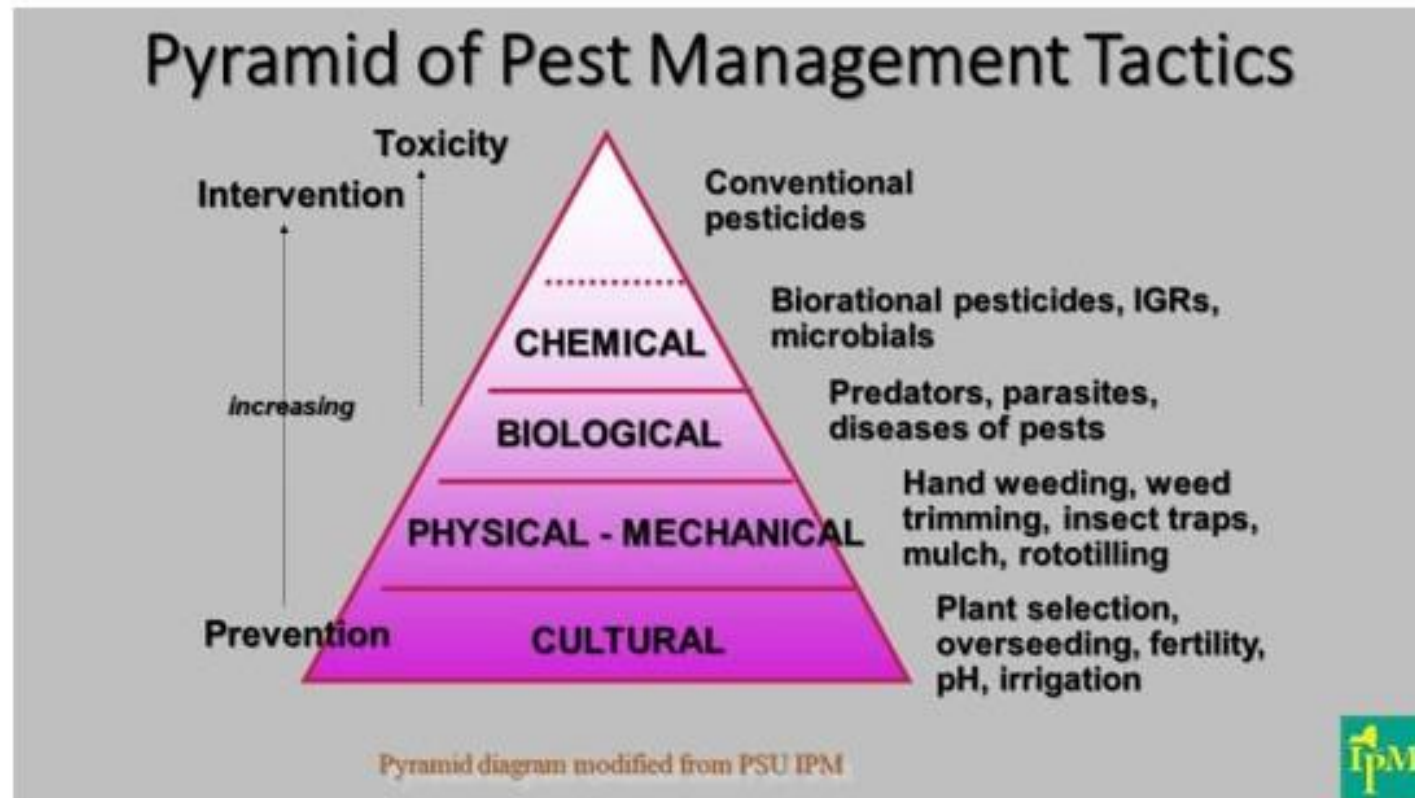 Pyramid of Pest Management Tactics
Toxicity
Intervention
increasing
Prevention
Conventional
pesticides
CHEMICAL
Biorational pesticides, IGRs,
microbials
BIOLOGICAL
Predators, parasites,
diseases of pests
PHYSICAL - MECHANICAL
Hand weeding, weed
trimming, insect traps,
mulch, rototilling
CULTURAL
Plant selection,
overseeding, fertility,
pH, irrigation
Pyramid diagram modified from PSU IPM
IPM